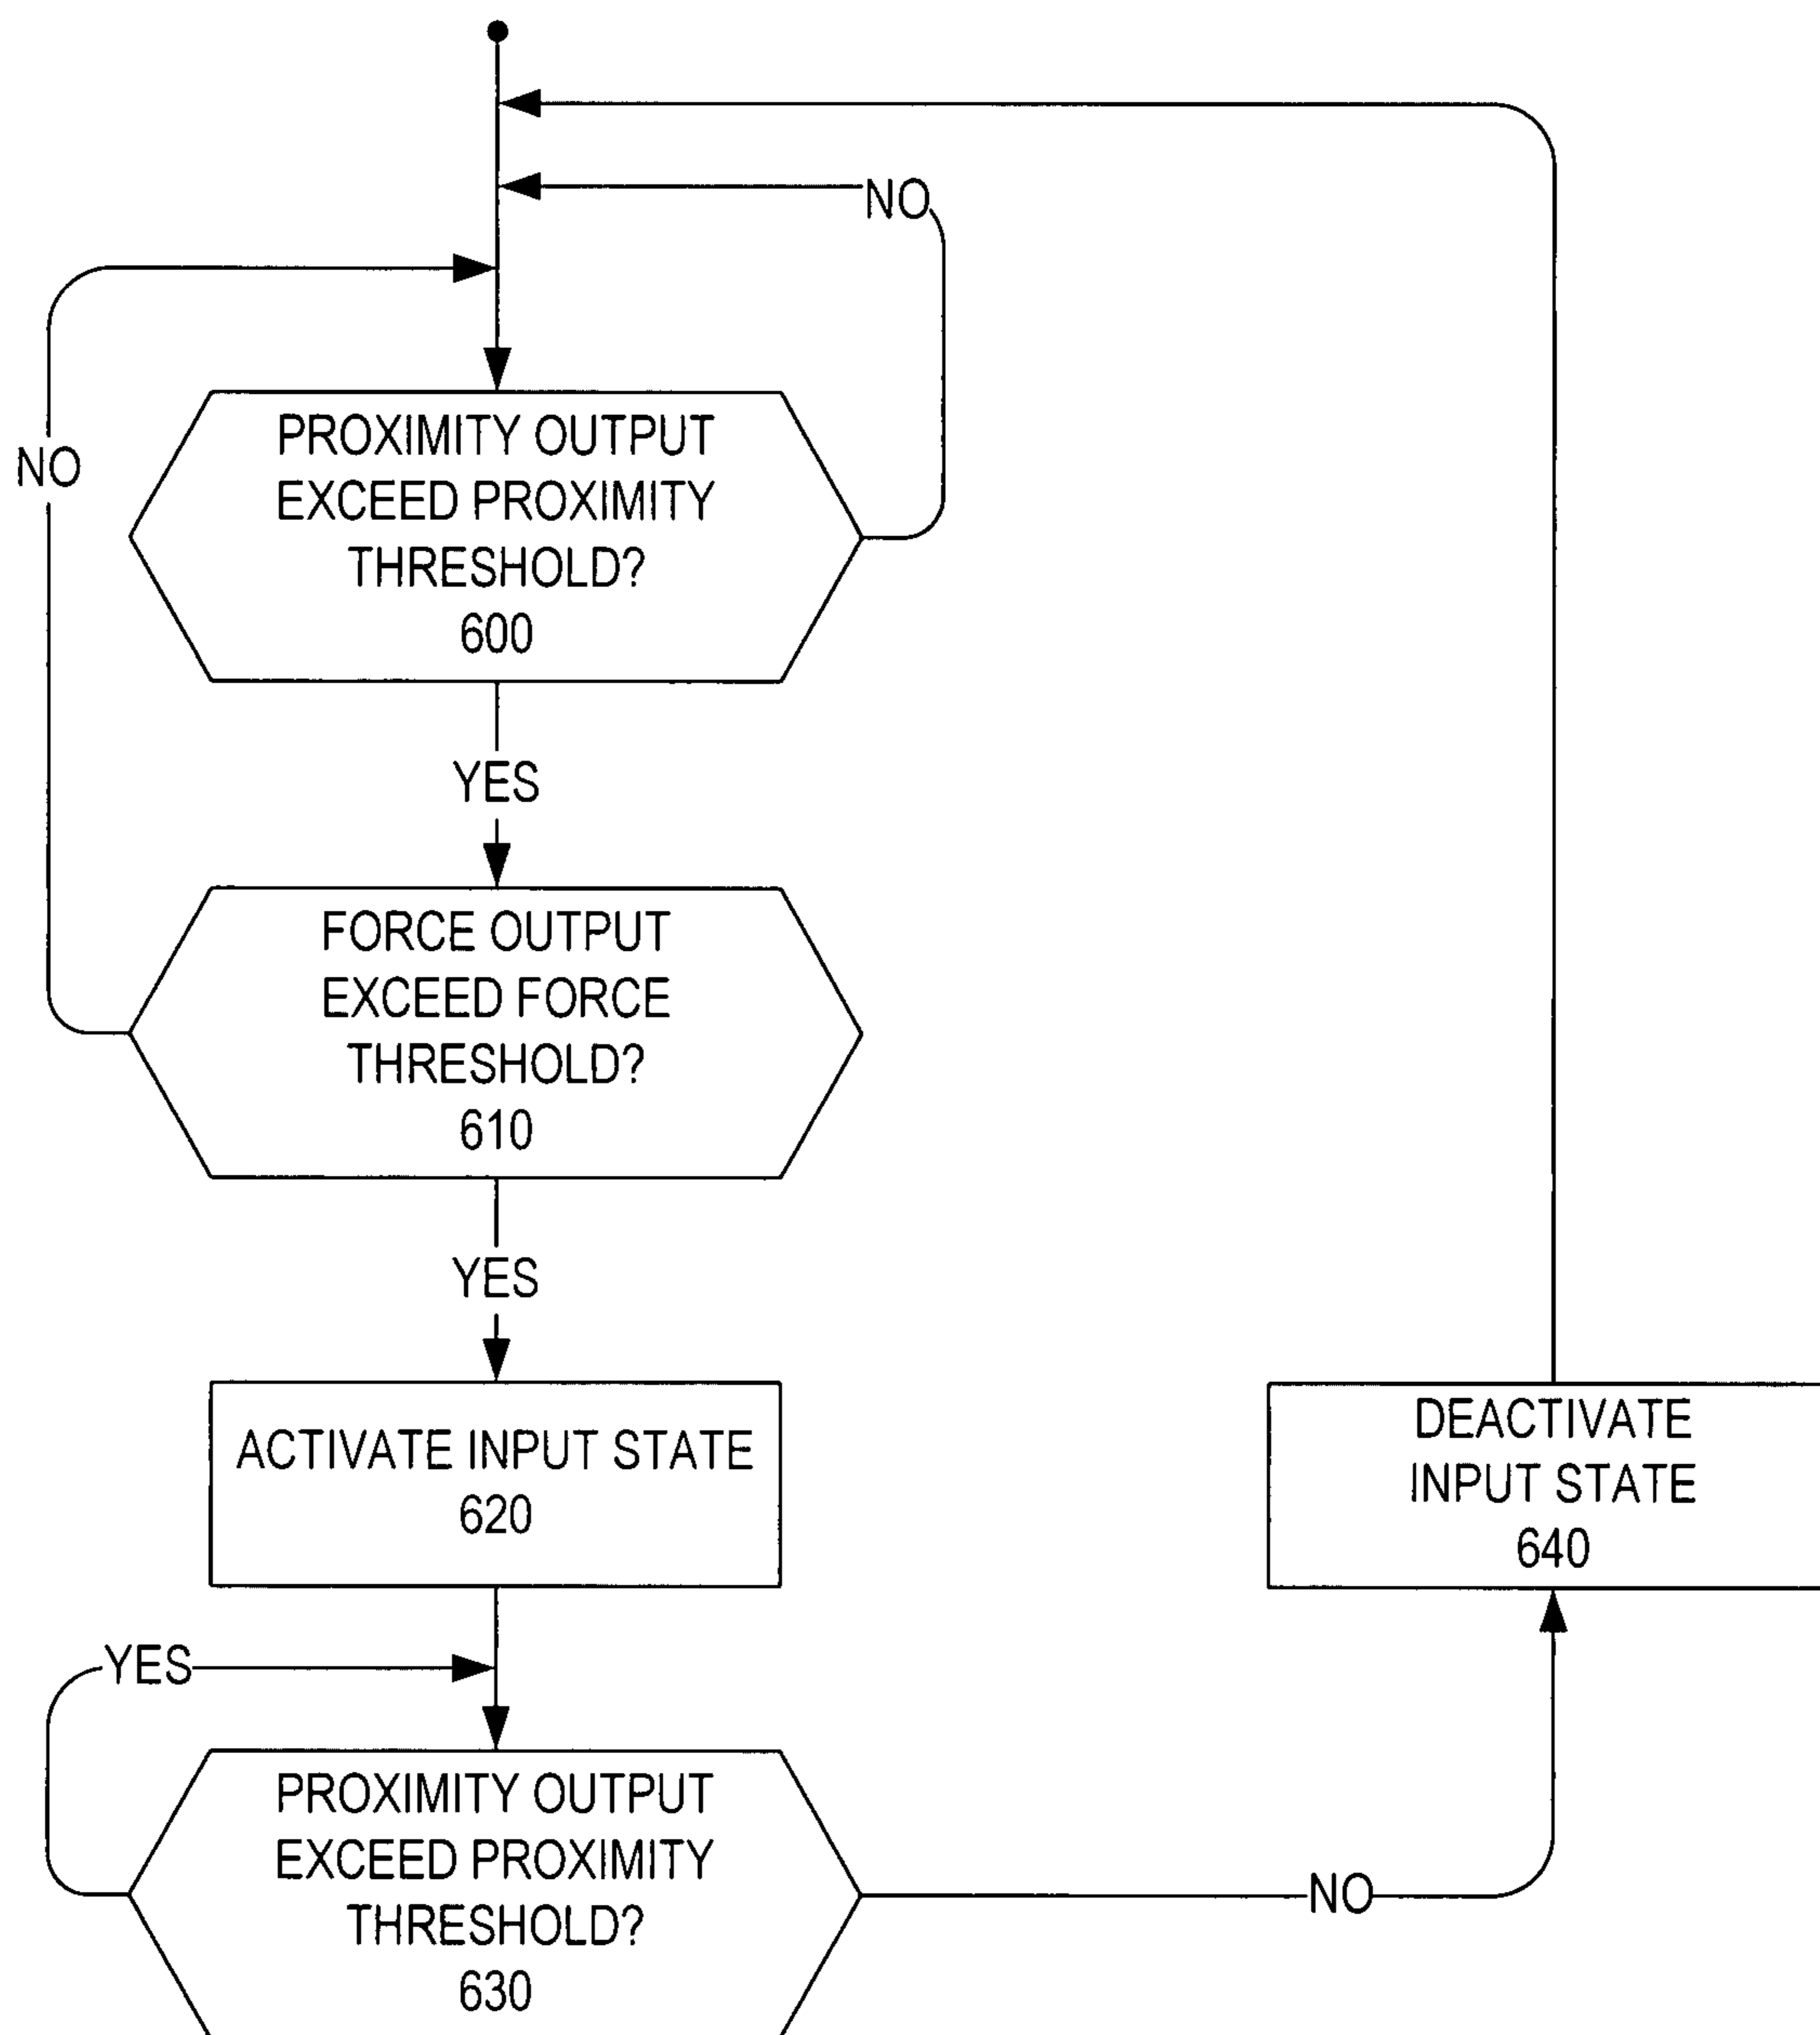 NO
NO
PROXIMITY OUTPUT
EXCEED PROXIMITY
THRESHOLD?
600
YES
FORCE OUTPUT
EXCEED FORCE
THRESHOLD?
610
YES
ACTIVATE INPUT STATE
620
DEACTIVATE
INPUT STATE
640
YES
PROXIMITY OUTPUT
EXCEED PROXIMITY
THRESHOLD?
630
NO